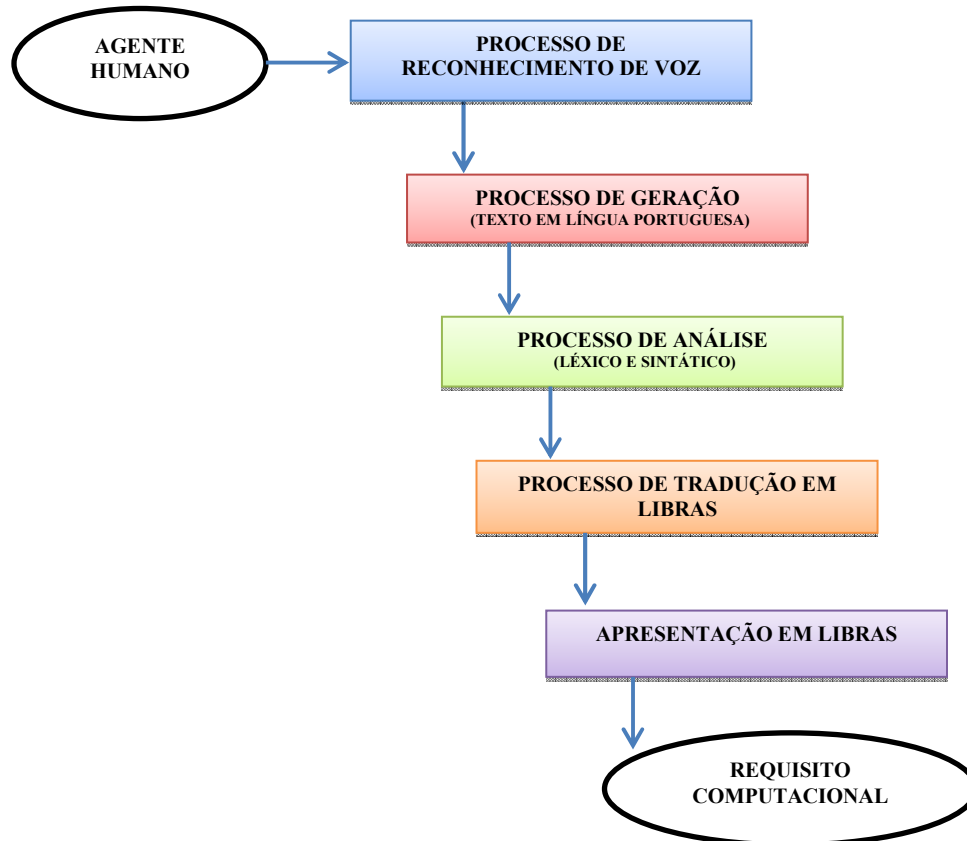 AGENTE
HUMANO
PROCESSO DE
RECONHECIMENTO DE VOZ
PROCESSO DE GERAÇÃO
(TEXTO EM LÍNGUA PORTUGUESA)
PROCESSO DE ANÁLISE
(LÉXICO E SINTÁTICO)
PROCESSO DE TRADUÇÃO EM
LIBRAS
APRESENTAÇÃO EM LIBRAS
REQUISITO
COMPUTACIONAL